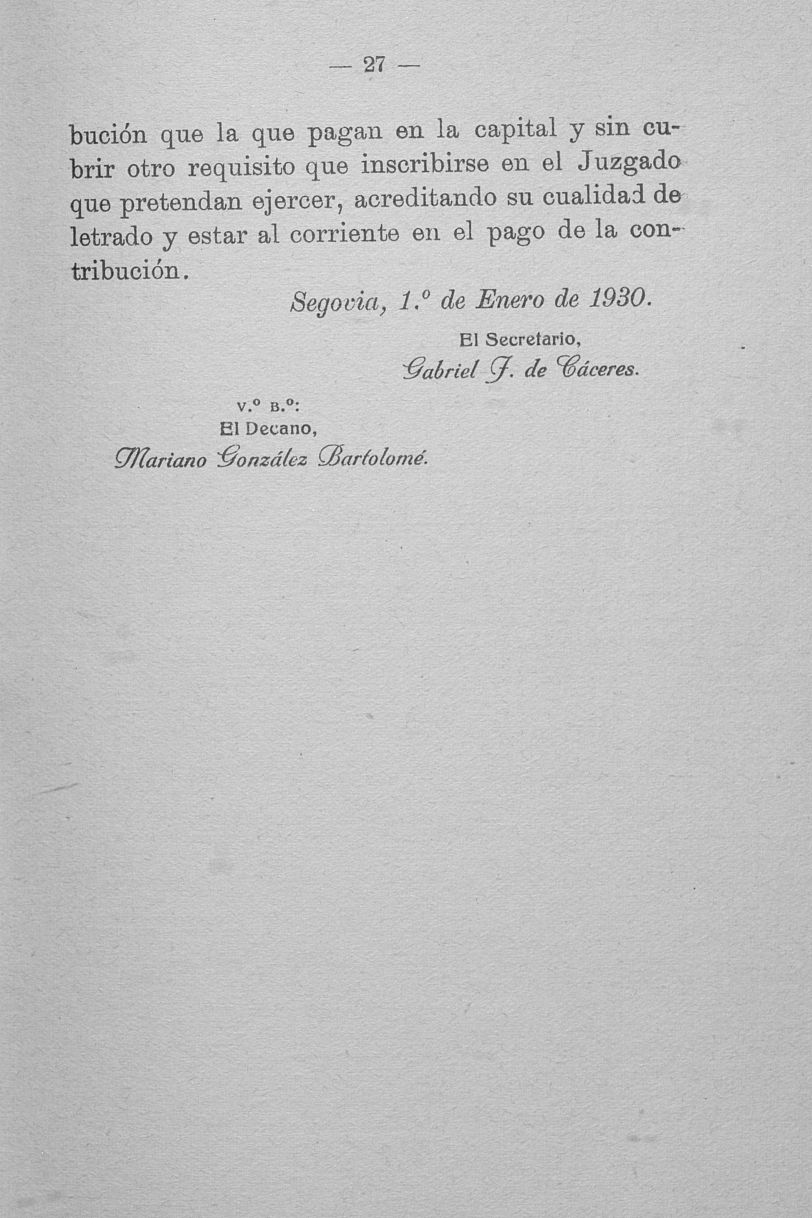 — 27 —
bución que la que pagan en la capital y sin cu-
brir otro requisito que inscribirse en el Juzgado
que pretendan ejercer, acreditando su cualidad de
letrado y estar al corriente en el pago de la con-
tribución.
Segovia, 1.º de Enero de 1930.
El Secretario,
Gabriel J. de Cáceres.
V.º B.º:
El Decano,
Mariano González Bartolomé.